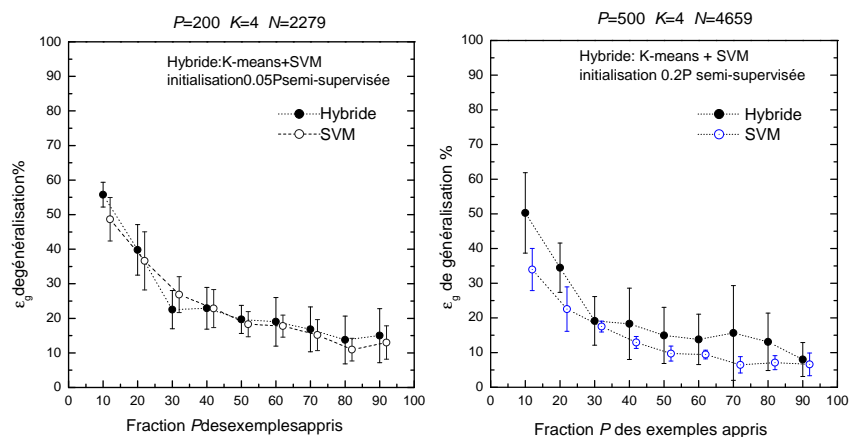 P=200 K=4 N=2279
Hybride:K-means+SVM
initialisation0.05Psemi-supervisée
Hybride
SVM
εg degénéralisation%
100
90
80
70
60
50
40
30
20
10
0
10 20 30 40 50 60 70 80 90 100
Fraction Pdesexemplesappris
P=500 K=4 N=4659
Hybride: K-means + SVM
initialisation 0.2P semi-supervisée
Hybride
SVM
εg de généralisation %
100
90
80
70
60
50
40
30
20
10
0
10 20 30 40 50 60 70 80 90 100
Fraction P des exemples appris